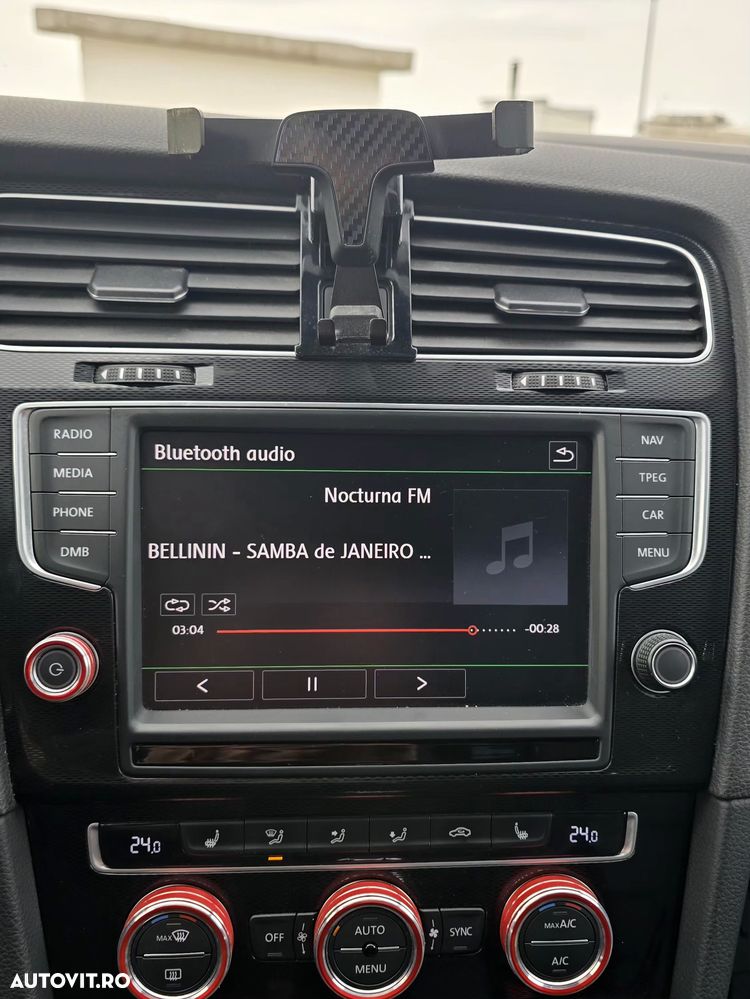 RADIO
MEDIA
PHONE
DMB
NAV
TPEG
CAR
MENU
Bluetooth audio
Nocturna FM
BELLININ - SAMBA de JANEIRO ...
03:04
-00:28
24.0
24.0
MAX
OFF
AUTO
MENU
SYNC
MAX A/C
A/C
AUTOVIT.RO